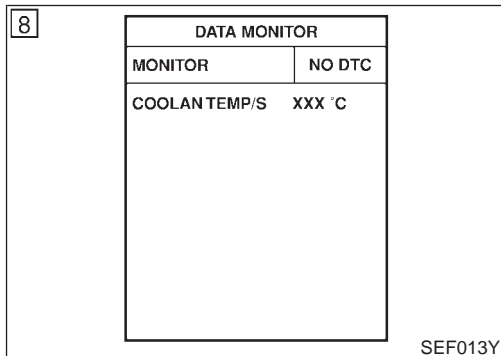 8
DATA MONITOR
MONITOR NO DTC
COOLAN TEMP/S XXX °C
SEF013Y